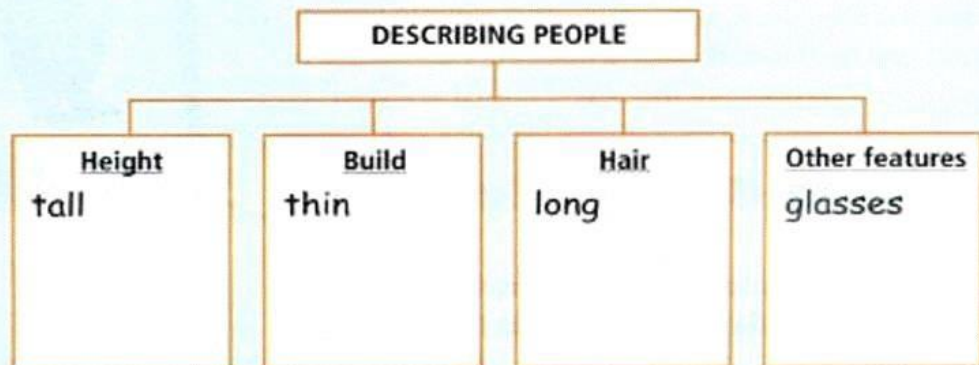 DESCRIBING PEOPLE
Height
tall
Build
thin
Hair
long
Other features
glasses